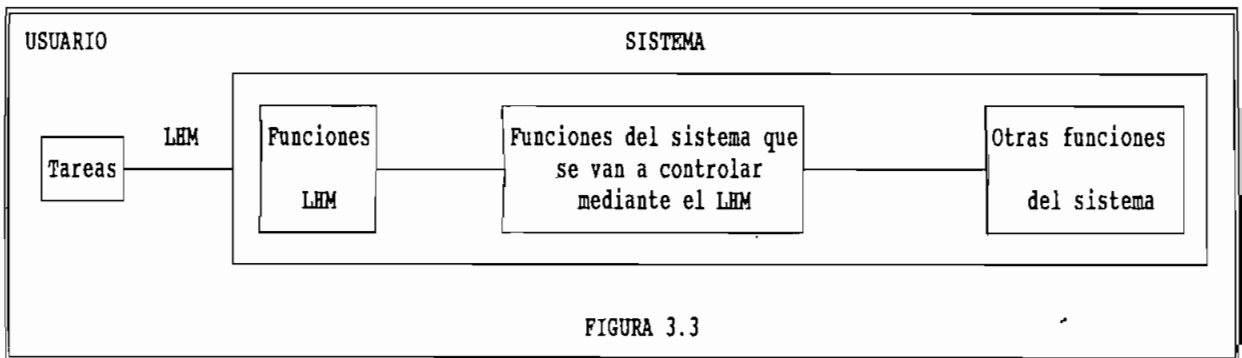 USUARIO
SISTEMA
Tareas
LHM
Funciones
LHM
Funciones del sistema que
se van a controlar
mediante el LHM
Otras funciones
del sistema
FIGURA 3.3